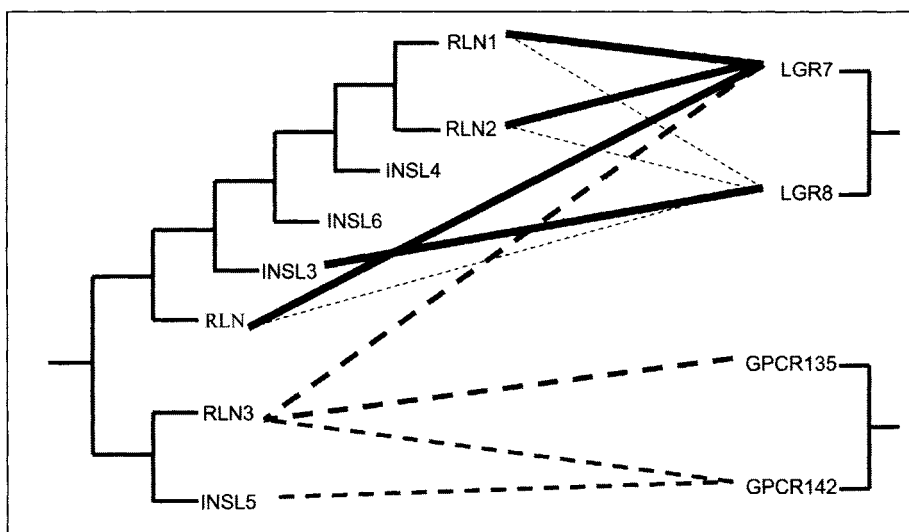 RLN1
LGR7
RLN2
INSL4
LGR8
INSL6
INSL3
RLN
GPCR135
RLN3
GPCR142
INSL5